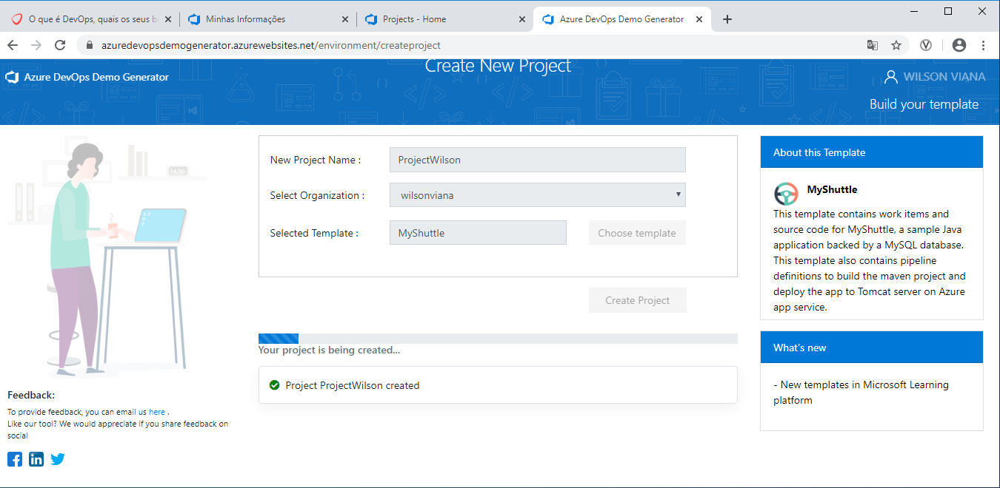 O que é DevOps, quais os seus b
Minhas Informações
Projects - Home
Azure DevOps Demo Generator
azuredevopsdemogenerator.azurewebsites.net/environment/createproject
Azure DevOps Demo Generator
Create New Project
WILSON VIANA
Build your template
New Project Name :
ProjectWilson
Select Organization :
wilsonviana
Selected Template :
MyShuttle
Choose template
Create Project
Your project is being created...
Project ProjectWilson created
About this Template
MyShuttle
This template contains work items and
source code for MyShuttle, a sample Java
application backed by a MySQL database.
This template also contains pipeline
definitions to build the maven project and
deploy the app to Tomcat server on Azure
app service.
What's new
- New templates in Microsoft Learning
platform
Feedback:
To provide feedback, you can email us here .
Like our tool? We would appreciate if you share feedback on
social